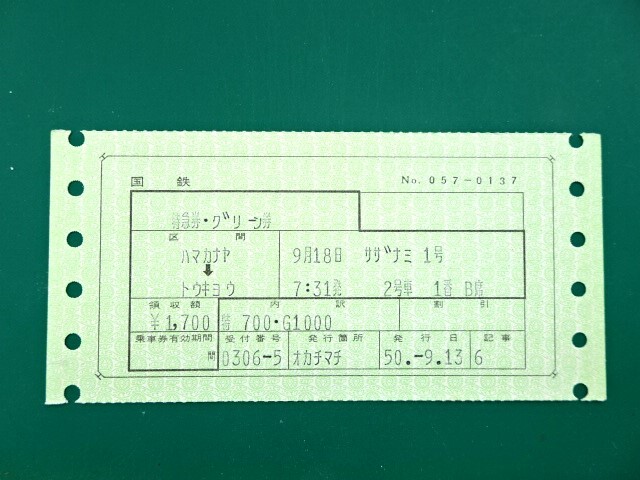 国鉄 No. 057-0137
特急券・グリーン券
区間
ハマカナヤ 9月18日 サザナミ 1号
↓
トウキョウ 7:31発 2号車 1番 B席
領収額 内訳 割引
¥1,700 特 700・G1000
乗車券有効期間 受付番号 発行箇所 発行日 記事
間 0306-5 オカチマチ 50.-9.13 6